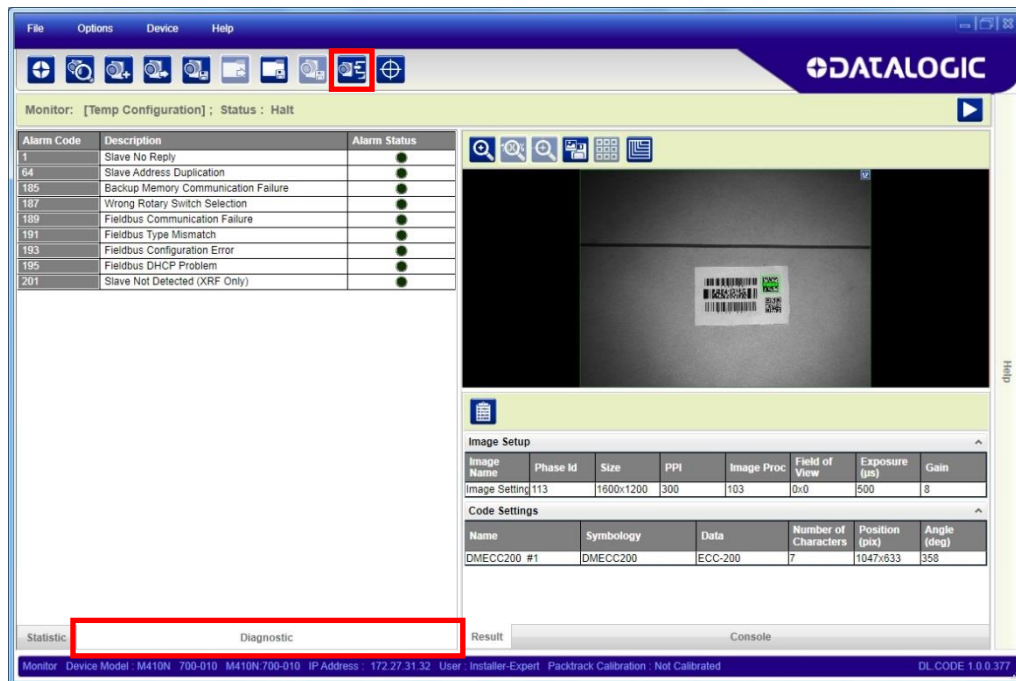 File Options Device Help
DATALOGIC
Monitor: [Temp Configuration] ; Status : Halt
Alarm Code Description Alarm Status
1 Slave No Reply
64 Slave Address Duplication
185 Backup Memory Communication Failure
187 Wrong Rotary Switch Selection
189 Fieldbus Communication Failure
191 Fieldbus Type Mismatch
193 Fieldbus Configuration Error
195 Fieldbus DHCP Problem
201 Slave Not Detected (XRF Only)
Help
Image Setup
Image Name Phase Id Size PPI Image Proc Field of View Exposure (µs) Gain
Image Setting 113 1600x1200 300 103 0x0 500 8
Code Settings
Name Symbology Data Number of Characters Position (pix) Angle (deg)
DMECC200 #1 DMECC200 ECC-200 7 1047x633 358
Statistic Diagnostic Result Console
Monitor Device Model : M410N 700-010 M410N:700-010 IP Address : 172.27.31.32 User : Installer-Expert Packtrack Calibration : Not Calibrated DL.CODE 1.0.0.377